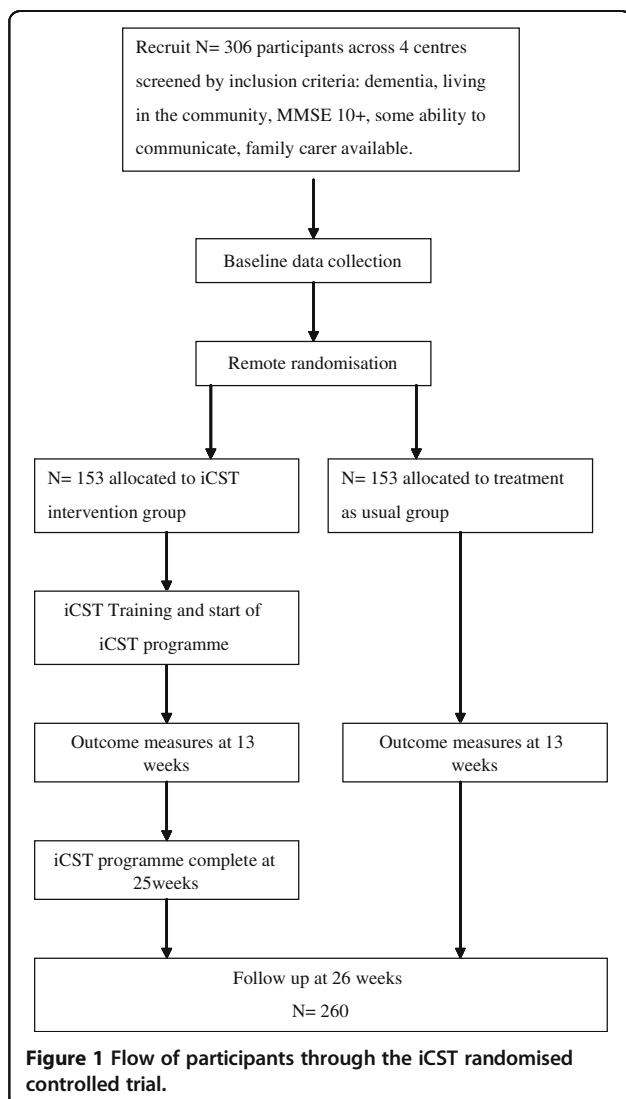 Recruit N= 306 participants across 4 centres
screened by inclusion criteria: dementia, living
in the community, MMSE 10+, some ability to
communicate, family carer available.
Baseline data collection
Remote randomisation
N= 153 allocated to iCST
intervention group
N= 153 allocated to treatment
as usual group
iCST Training and start of
iCST programme
Outcome measures at 13
weeks
Outcome measures at 13
weeks
iCST programme complete at
25weeks
Follow up at 26 weeks
N= 260
Figure 1 Flow of participants through the iCST randomised
controlled trial.